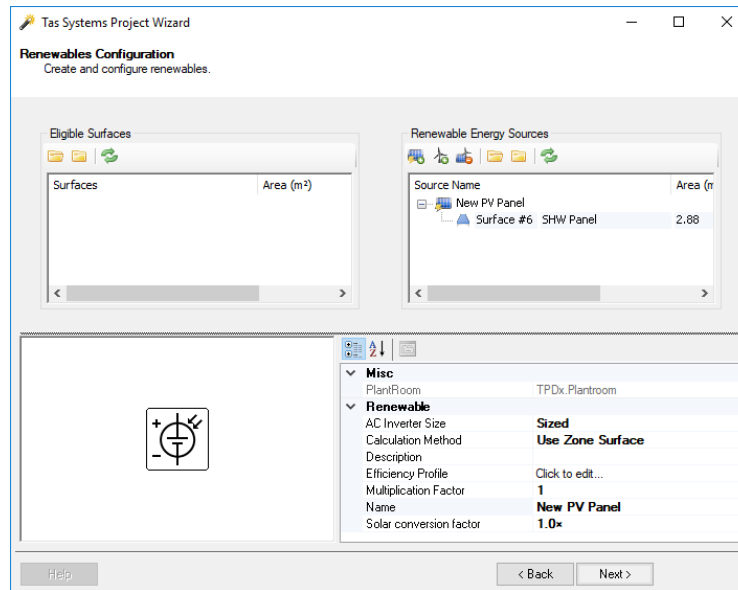 Tas Systems Project Wizard
Renewables Configuration
Create and configure renewables.
Eligible Surfaces
Surfaces Area (m²)
Renewable Energy Sources
Source Name Area (m
New PV Panel
Surface #6 SHW Panel 2.88
Misc
PlantRoom TPDx.Plantroom
Renewable
AC Inverter Size Sized
Calculation Method Use Zone Surface
Description
Efficiency Profile Click to edit...
Multiplication Factor 1
Name New PV Panel
Solar conversion factor 1.0×
Help < Back Next >